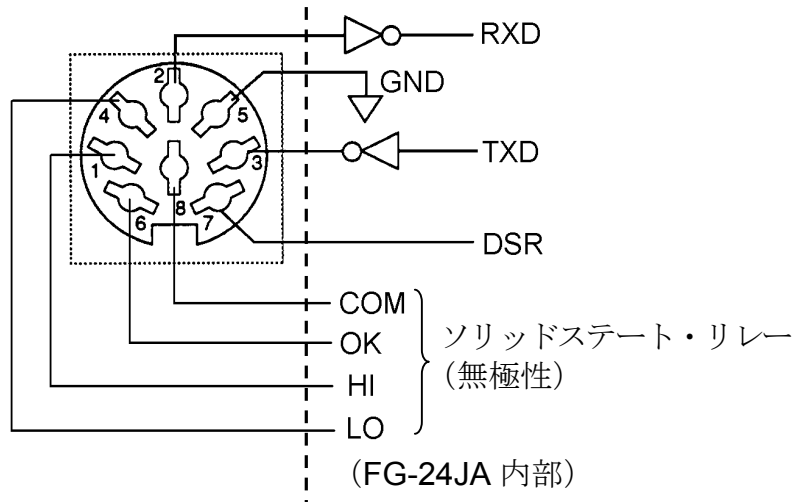 RXD
2
GND
4
5
1
3
TXD
6
8
7
DSR
COM
OK
ソリッドステート・リレー
(無極性)
HI
LO
(FG-24JA 内部)